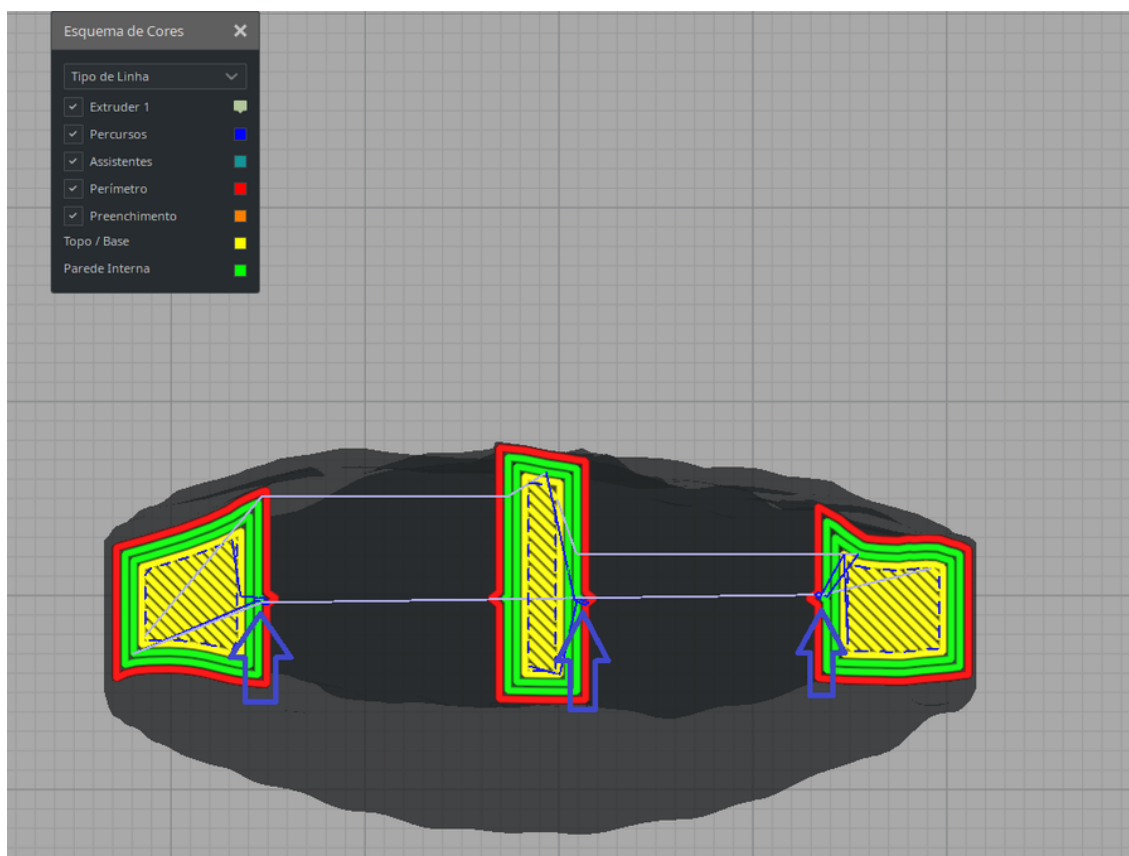 Esquema de Cores
Tipo de Linha
Extruder 1
Percursos
Assistentes
Perímetro
Preenchimento
Topo / Base
Parede Interna